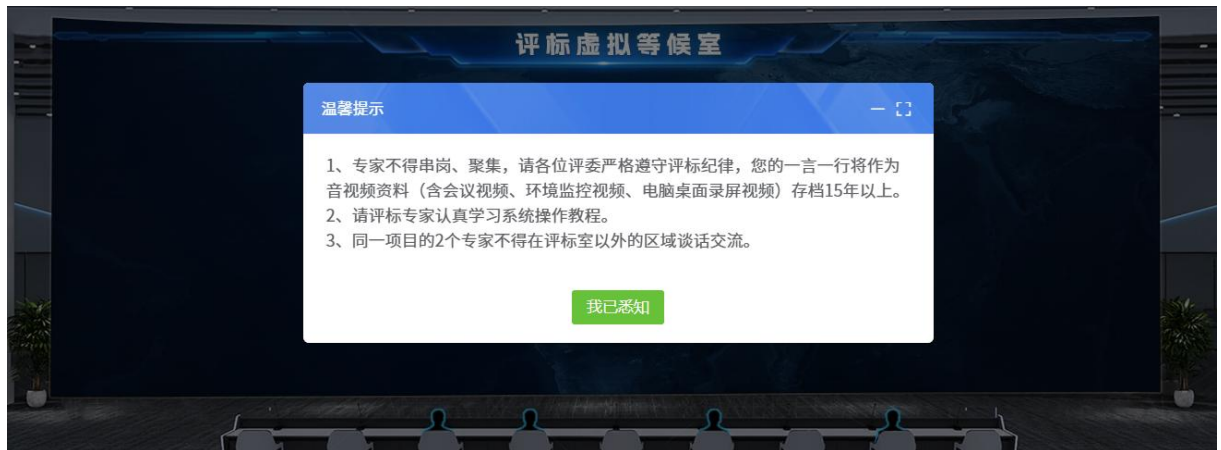 评标虚拟等候室
温馨提示
1、专家不得串岗、聚集，请各位评委严格遵守评标纪律，您的一言一行将作为
音视频资料（含会议视频、环境监控视频、电脑桌面录屏视频）存档15年以上。
2、请评标专家认真学习系统操作教程。
3、同一项目的2个专家不得在评标室以外的区域谈话交流。
我已悉知